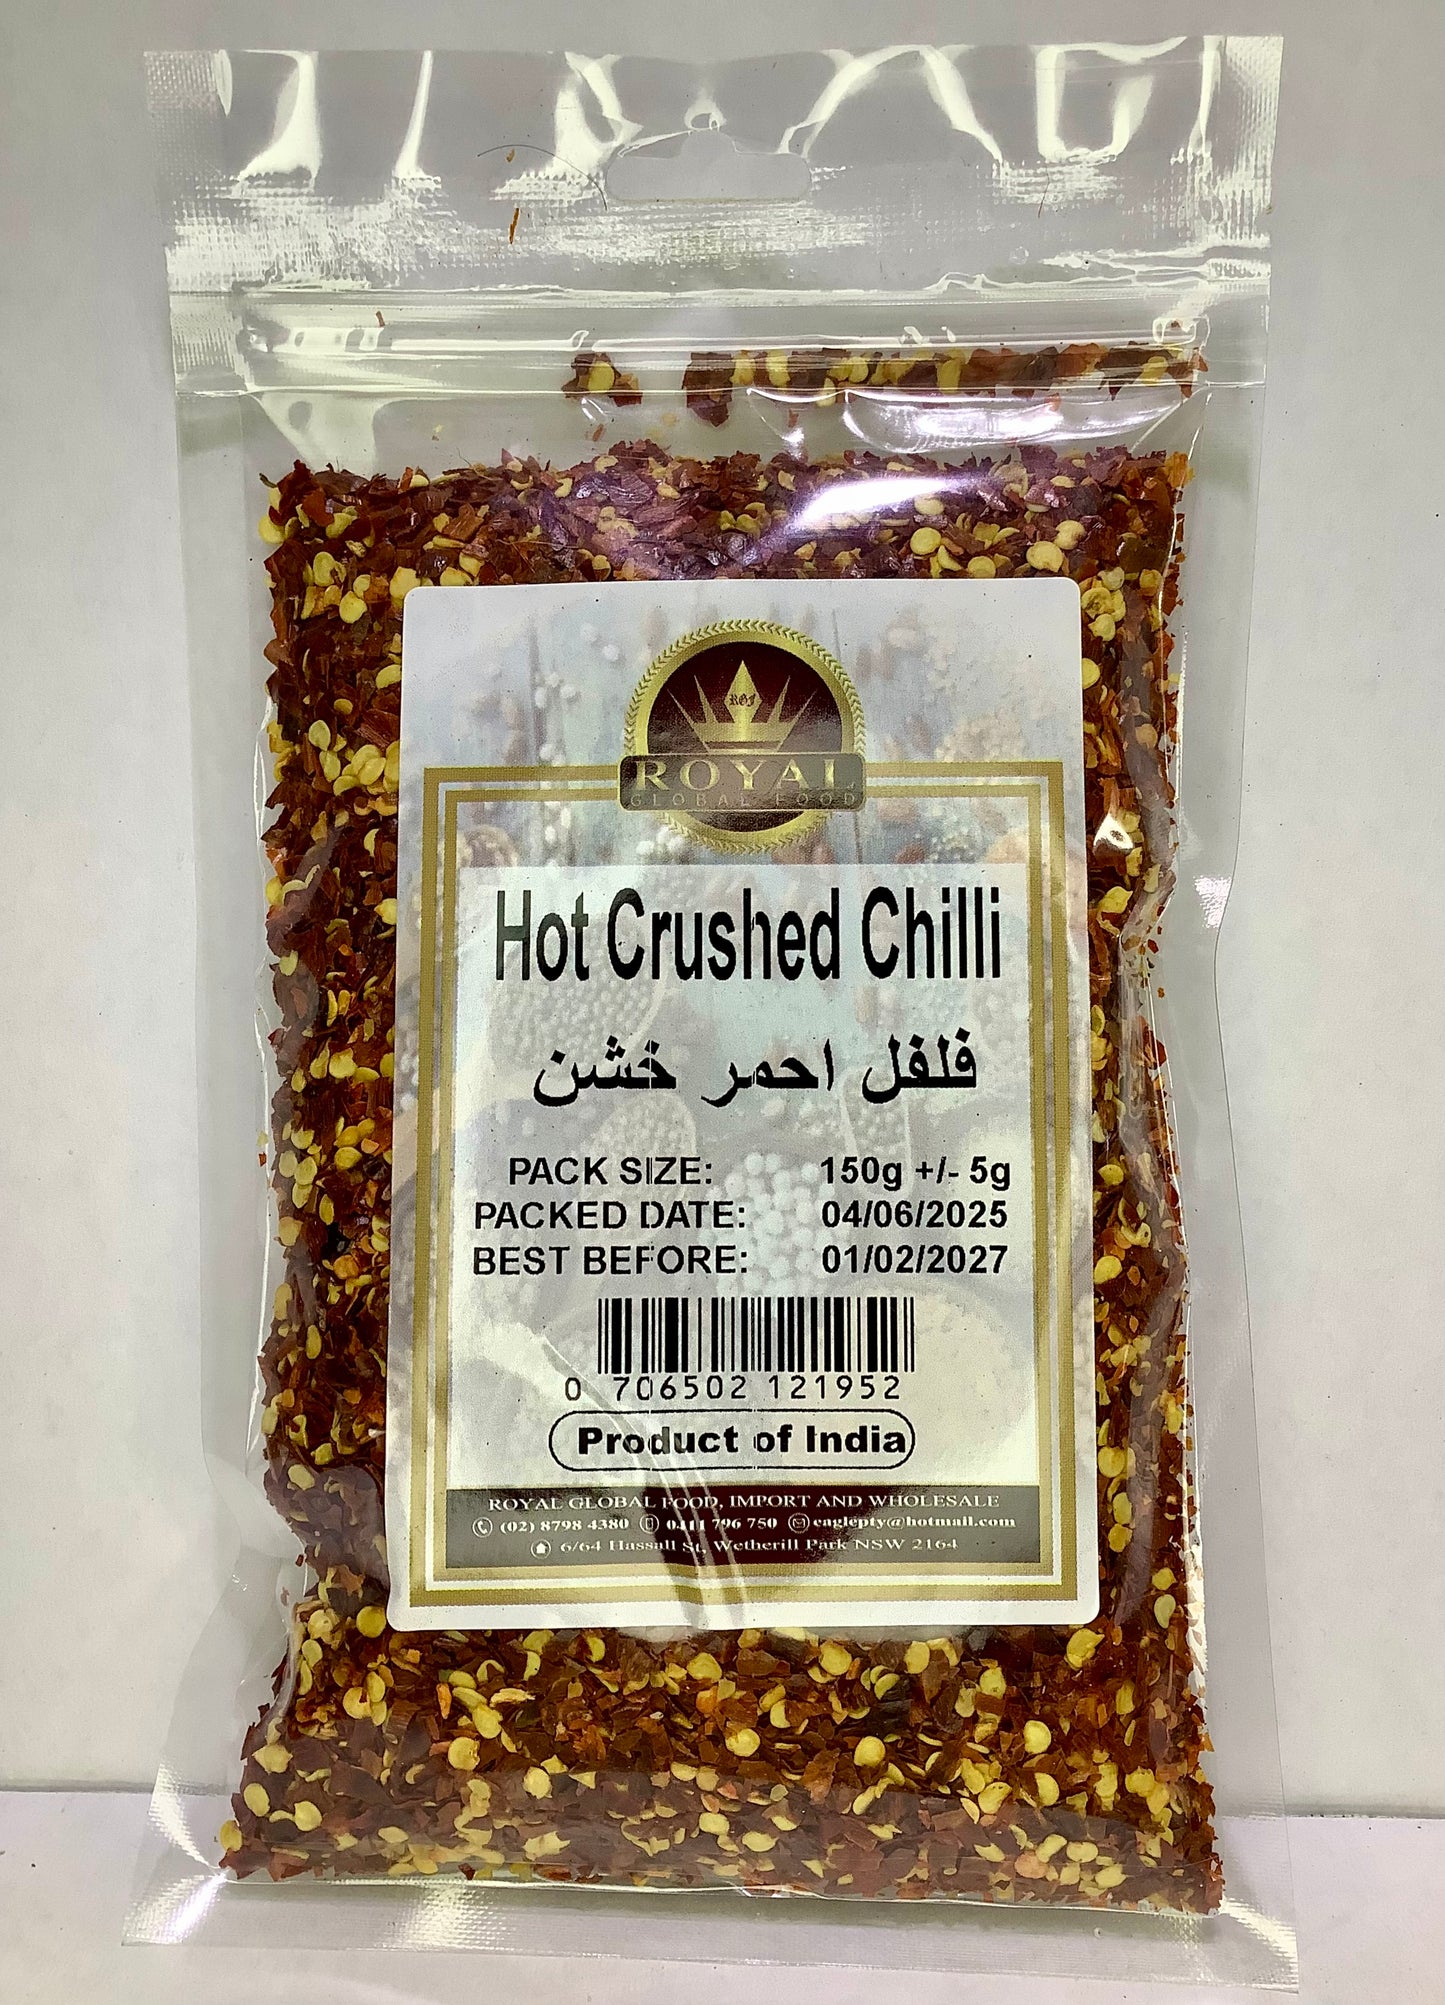 RGF
ROYAL
GLOBAL FOOD
Hot Crushed Chilli
فلفل احمر خشن
PACK SIZE: 150g +/- 5g
PACKED DATE: 04/06/2025
BEST BEFORE: 01/02/2027
0 706502 121952
Product of India
ROYAL GLOBAL FOOD, IMPORT AND WHOLESALE
(02) 8798 4380 0411 796 750 eaglepty@hotmail.com
6/64 Hassall St, Wetherill Park NSW 2164